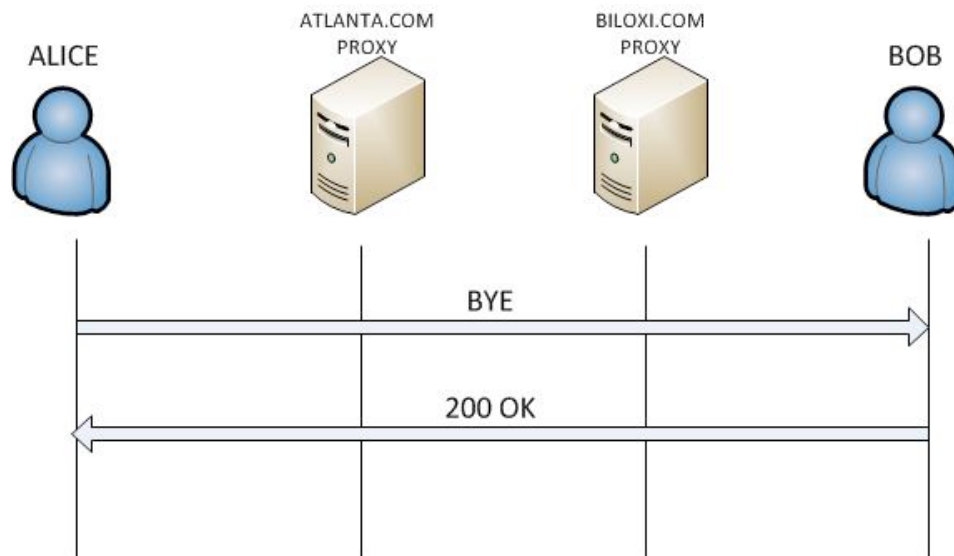 ATLANTA.COM
PROXY
BILOXI.COM
PROXY
ALICE
BOB
BYE
200 OK